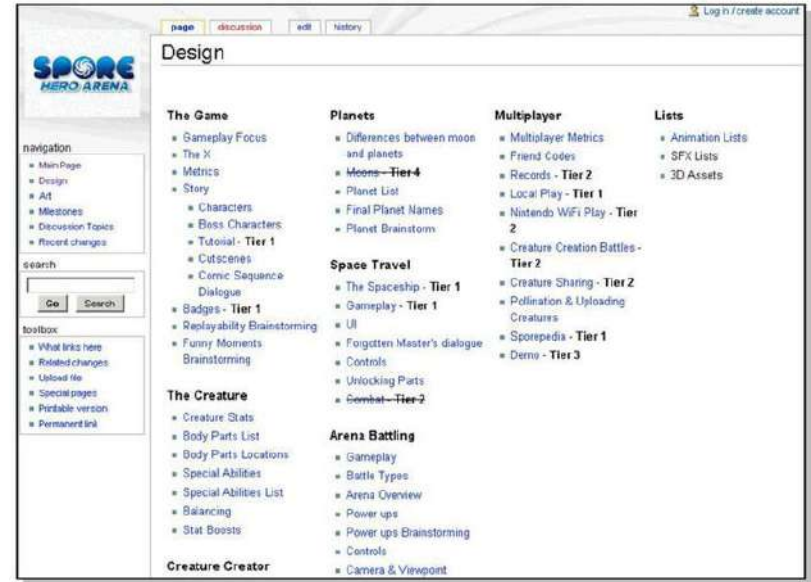 Log in / create account
page
discussion
edit
history
SPORE
HERO ARENA
Design
navigation
Main Page
Design
Art
Milestones
Discussion Topics
Recent changes
search
Go
Search
toolbox
What links here
Related changes
Upload file
Special pages
Printable version
Permanent link
The Game
Gameplay Focus
The X
Metrics
Story
Characters
Boss Characters
Tutorial - Tier 1
Cutscenes
Comic Sequence
Dialogue
Badges - Tier 1
Replayability Brainstorming
Funny Moments
Brainstorming
The Creature
Creature Stats
Body Parts List
Body Parts Locations
Special Abilities
Special Abilities List
Balancing
Stat Boosts
Creature Creator
Planets
Differences between moon
and planets
Moons - Tier 4
Planet List
Final Planet Names
Planet Brainstorm
Space Travel
The Spaceship - Tier 1
Gameplay - Tier 1
UI
Forgotten Master's dialogue
Controls
Unlocking Parts
Combat - Tier 2
Arena Battling
Gameplay
Battle Types
Arena Overview
Power ups
Power ups Brainstorming
Controls
Camera & Viewpoint
Multiplayer
Multiplayer Metrics
Friend Codes
Records - Tier 2
Local Play - Tier 1
Nintendo WiFi Play - Tier
2
Creature Creation Battles -
Tier 2
Creature Sharing - Tier 2
Pollination & Uploading
Creatures
Sporepedia - Tier 1
Demo - Tier 3
Lists
Animation Lists
SFX Lists
3D Assets